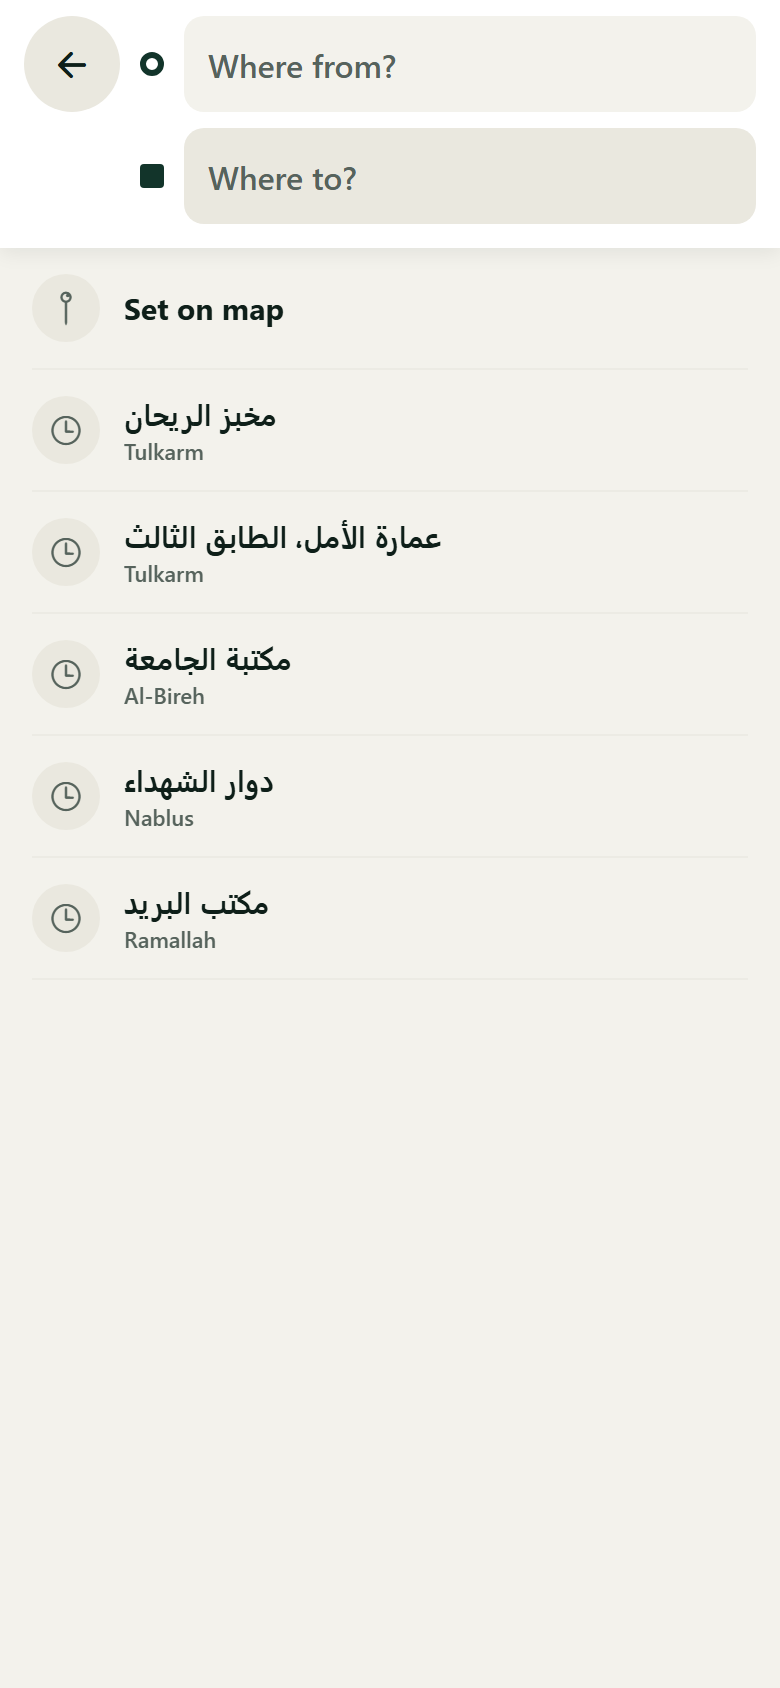 Where from?
Where to?
Set on map
مخبز الريحان
Tulkarm
عمارة الأمل، الطابق الثالث
Tulkarm
مكتبة الجامعة
Al-Bireh
دوار الشهداء
Nablus
مكتب البريد
Ramallah